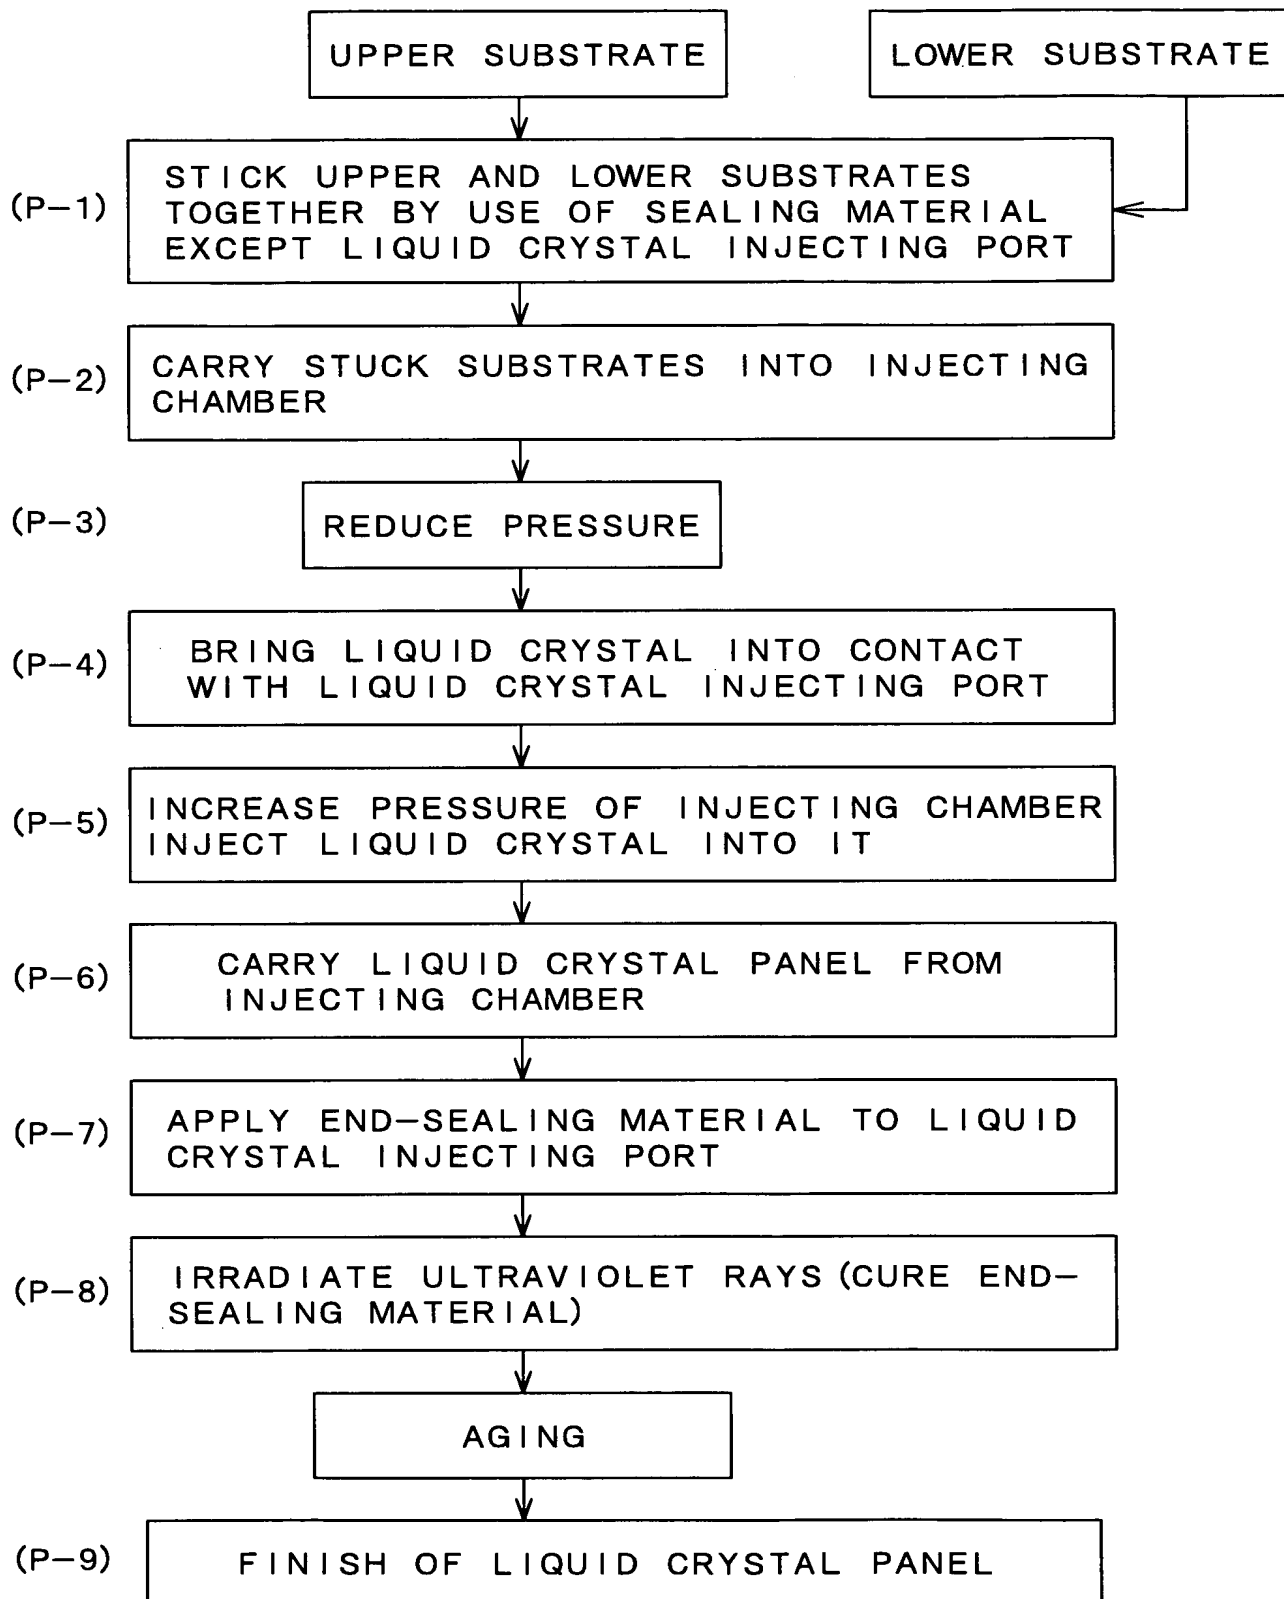 UPPER SUBSTRATE
LOWER SUBSTRATE
(P-1)
STICK UPPER AND LOWER SUBSTRATES
TOGETHER BY USE OF SEALING MATERIAL
EXCEPT LIQUID CRYSTAL INJECTING PORT
(P-2)
CARRY STUCK SUBSTRATES INTO INJECTING
CHAMBER
(P-3)
REDUCE PRESSURE
(P-4)
BRING LIQUID CRYSTAL INTO CONTACT
WITH LIQUID CRYSTAL INJECTING PORT
(P-5)
INCREASE PRESSURE OF INJECTING CHAMBER
INJECT LIQUID CRYSTAL INTO IT
(P-6)
CARRY LIQUID CRYSTAL PANEL FROM
INJECTING CHAMBER
(P-7)
APPLY END-SEALING MATERIAL TO LIQUID
CRYSTAL INJECTING PORT
(P-8)
IRRADIATE ULTRAVIOLET RAYS (CURE END-
SEALING MATERIAL)
AGING
(P-9)
FINISH OF LIQUID CRYSTAL PANEL